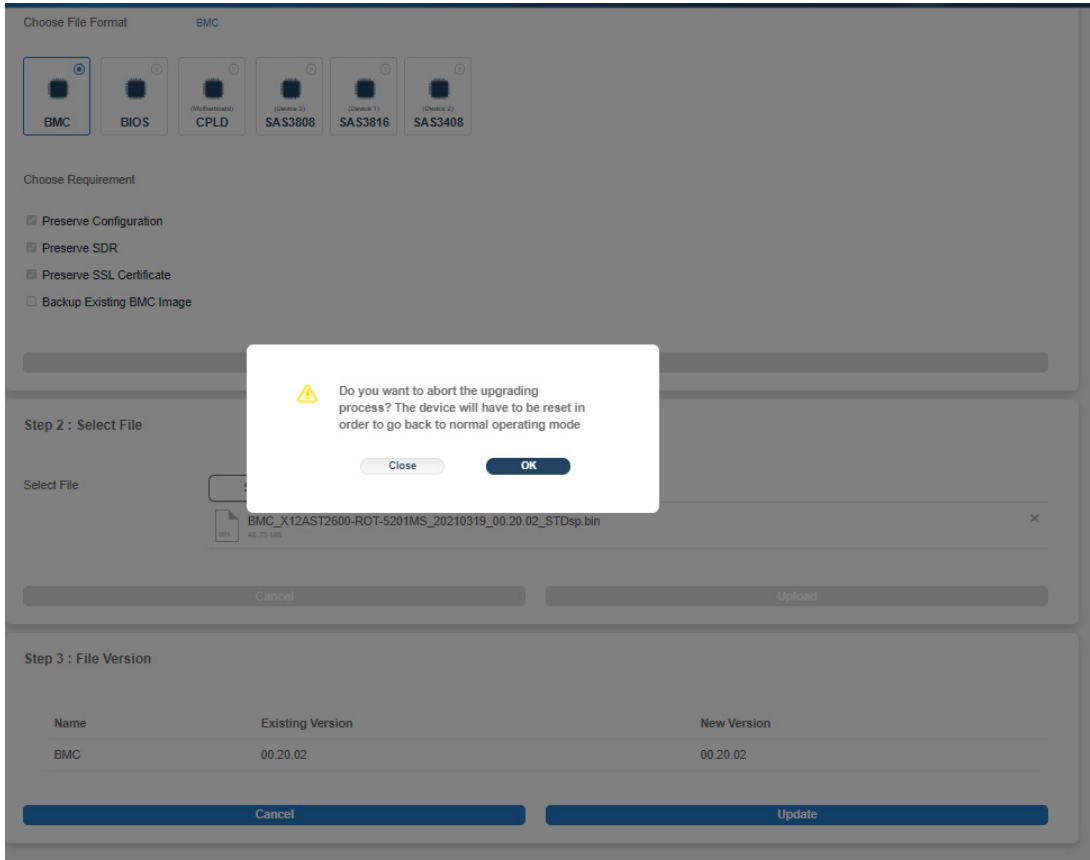 Choose File Format BMC
(Motherboard) (Device 0) (Device 1) (Device 2)
BMC BIOS CPLD SAS3808 SAS3816 SAS3408
Choose Requirement
Preserve Configuration
Preserve SDR
Preserve SSL Certificate
Backup Existing BMC Image
Do you want to abort the upgrading
process? The device will have to be reset in
order to go back to normal operating mode
Close OK
Step 2 : Select File
Select File
BMC_X12AST2600-ROT-5201MS_20210319_00.20.02_STDsp.bin
Cancel Upload
Step 3 : File Version
Name Existing Version New Version
BMC 00.20.02 00.20.02
Cancel Update